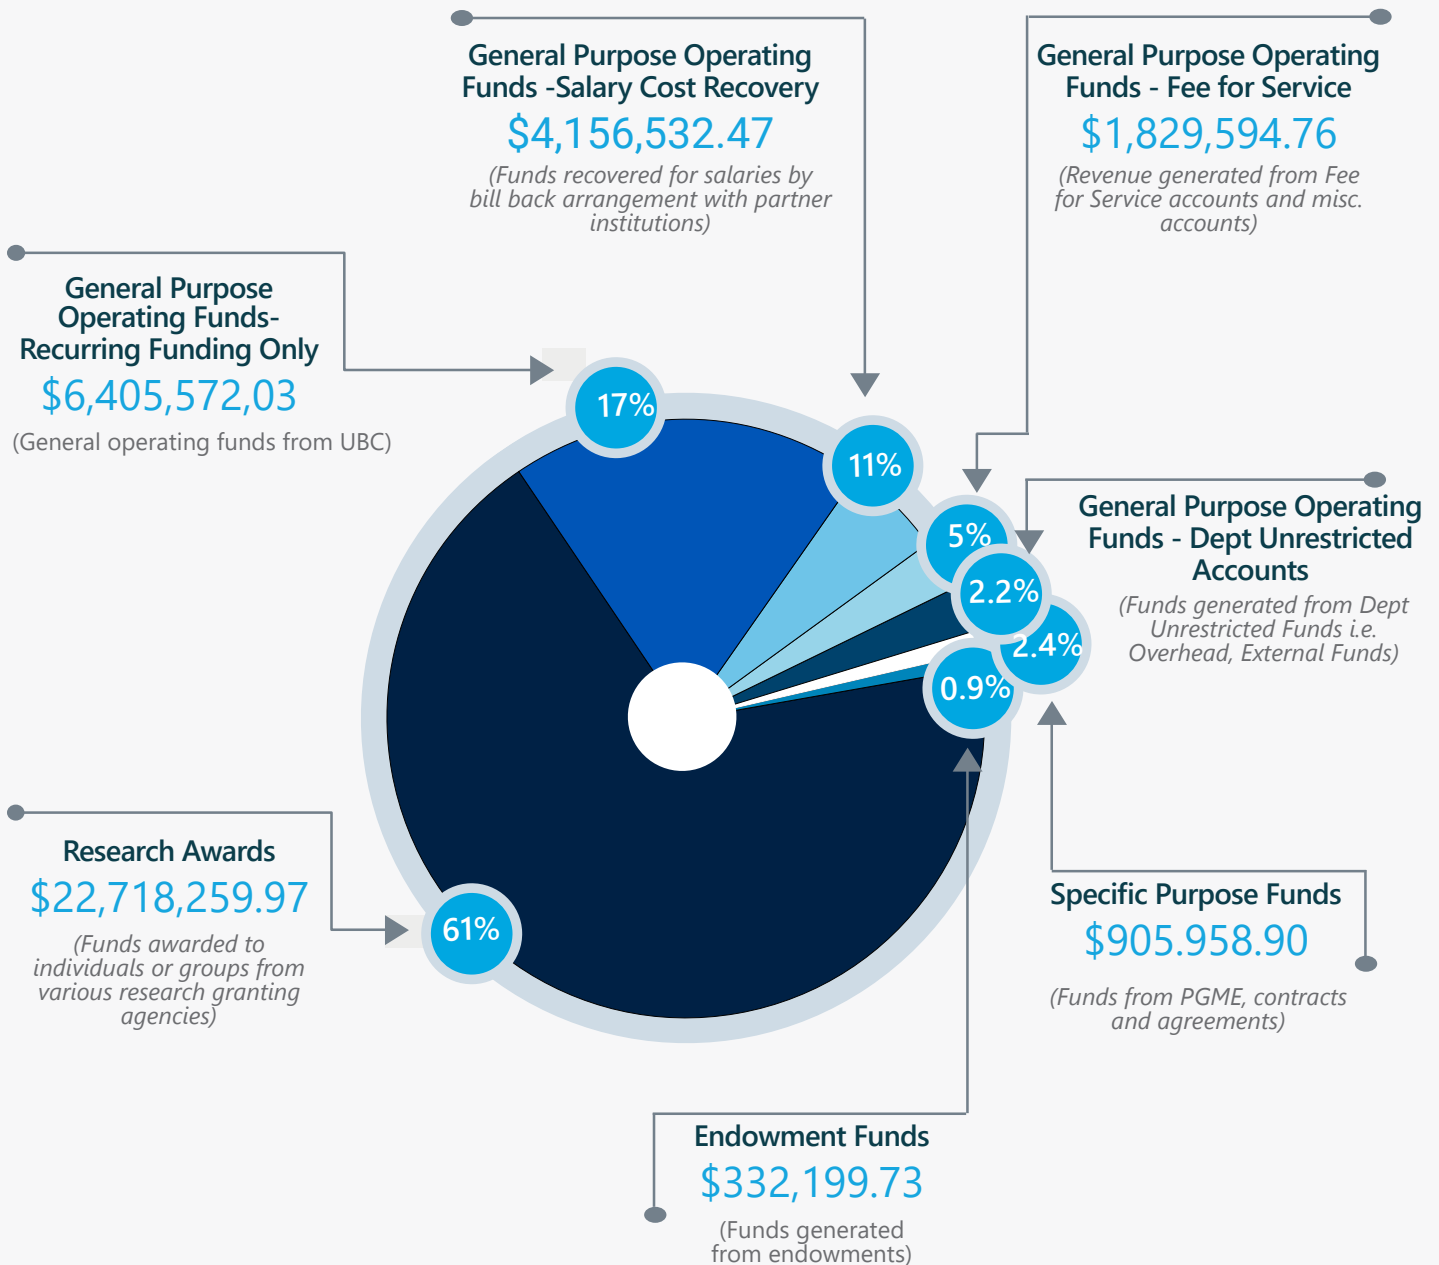 General Purpose Operating
Funds -Salary Cost Recovery
$4,156,532.47
(Funds recovered for salaries by
bill back arrangement with partner
institutions)
General Purpose Operating
Funds - Fee for Service
$1,829,594.76
(Revenue generated from Fee
for Service accounts and misc.
accounts)
General Purpose
Operating Funds-
Recurring Funding Only
$6,405,572,03
(General operating funds from UBC)
17%
11%
5%
2.2%
2.4%
0.9%
General Purpose Operating
Funds - Dept Unrestricted
Accounts
(Funds generated from Dept
Unrestricted Funds i.e.
Overhead, External Funds)
Research Awards
$22,718,259.97
(Funds awarded to
individuals or groups from
various research granting
agencies)
61%
Specific Purpose Funds
$905.958.90
(Funds from PGME, contracts
and agreements)
Endowment Funds
$332,199.73
(Funds generated
from endowments)